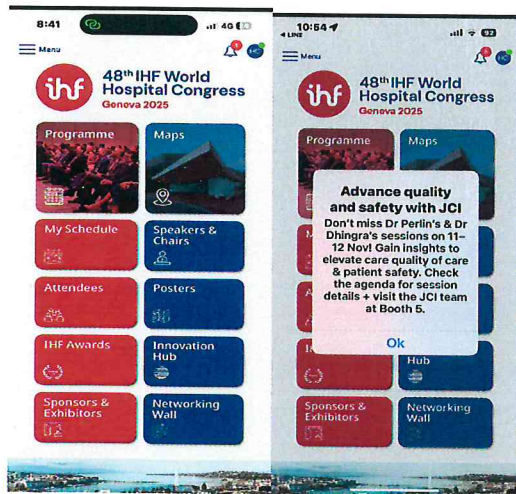 8:41
4G
Menu
1
HC
ihf
48th IHF World
Hospital Congress
Geneva 2025
Programme
Maps
My Schedule
Speakers &
Chairs
Attendees
Posters
IHF Awards
Innovation
Hub
Sponsors &
Exhibitors
Networking
Wall
10:54
LINE
92
Menu
HC
ihf
48th IHF World
Hospital Congress
Geneva 2025
Programme
Maps
Advance quality
and safety with JCI
Don't miss Dr Perlin's & Dr
Dhingra's sessions on 11–
12 Nov! Gain insights to
elevate care quality of care
& patient safety. Check
the agenda for session
details + visit the JCI team
at Booth 5.
Ok
Hub
Sponsors &
Exhibitors
Networking
Wall